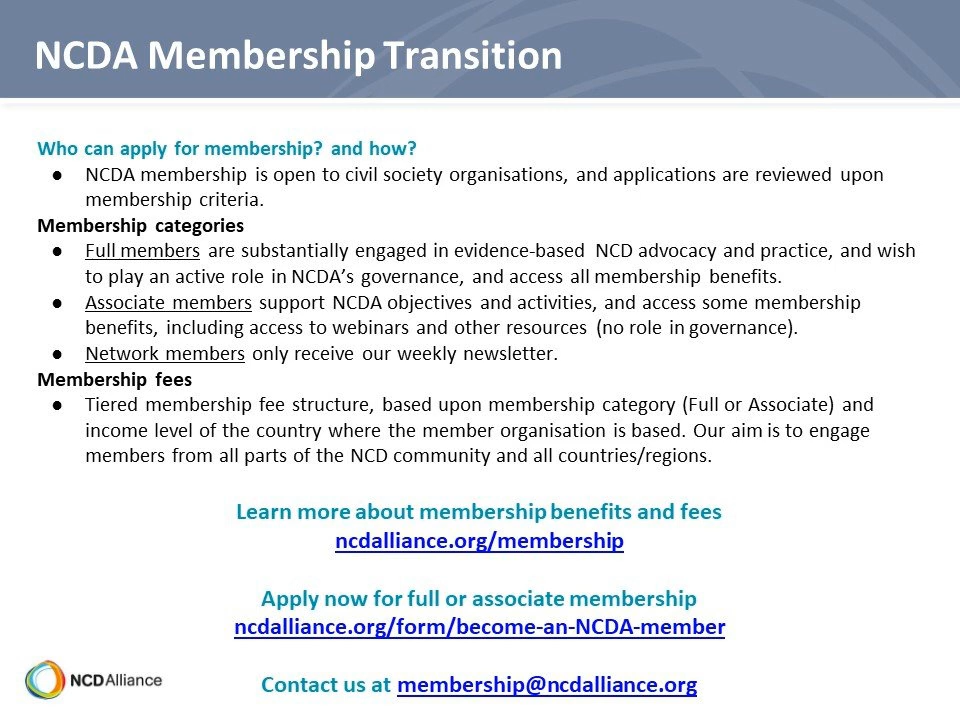 NCDA Membership Transition
Who can apply for membership? and how?
● NCDA membership is open to civil society organisations, and applications are reviewed upon
membership criteria.
Membership categories
● Full members are substantially engaged in evidence-based NCD advocacy and practice, and wish
to play an active role in NCDA's governance, and access all membership benefits.
● Associate members support NCDA objectives and activities, and access some membership
benefits, including access to webinars and other resources (no role in governance).
● Network members only receive our weekly newsletter.
Membership fees
● Tiered membership fee structure, based upon membership category (Full or Associate) and
income level of the country where the member organisation is based. Our aim is to engage
members from all parts of the NCD community and all countries/regions.
Learn more about membership benefits and fees
ncdalliance.org/membership
Apply now for full or associate membership
ncdalliance.org/form/become-an-NCDA-member
Contact us at membership@ncdalliance.org
NCD Alliance